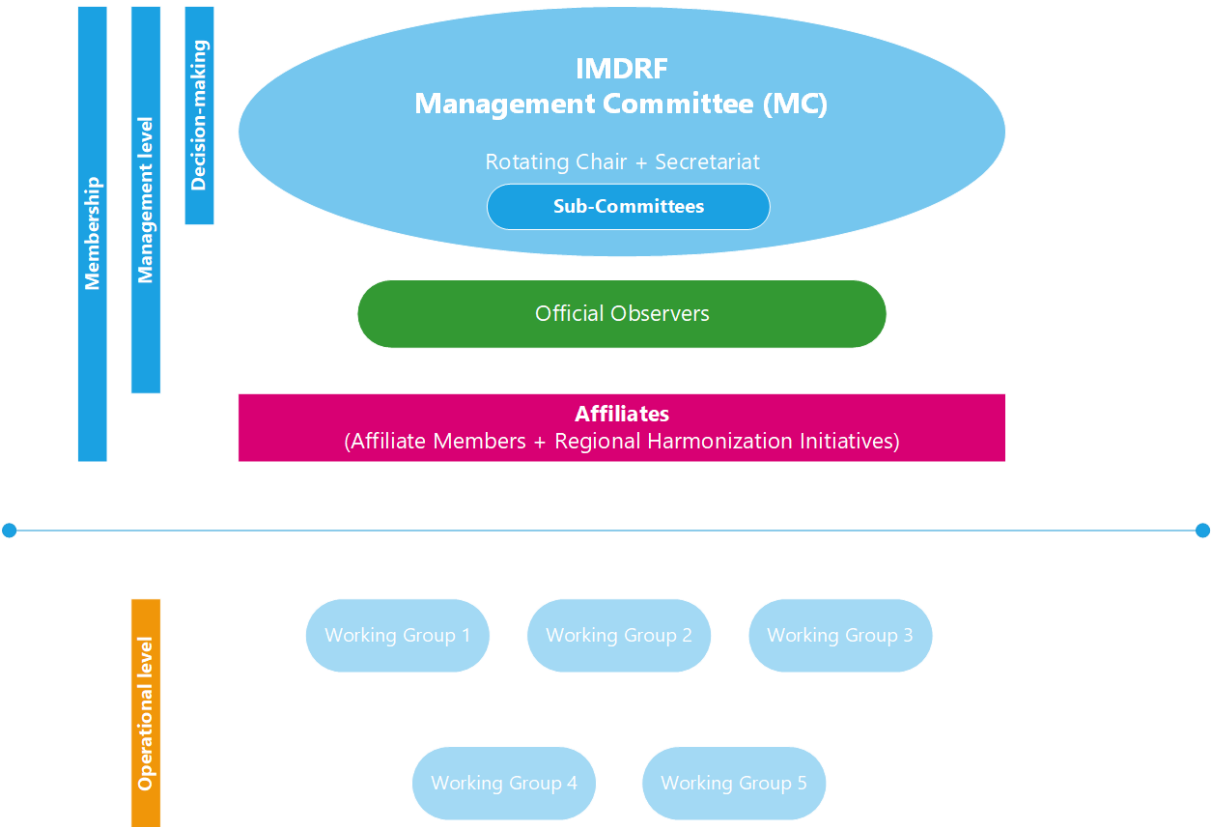 Membership
Management level
Decision-making
IMDRF
Management Committee (MC)
Rotating Chair + Secretariat
Sub-Committees
Official Observers
Affiliates
(Affiliate Members + Regional Harmonization Initiatives)
Operational level
Working Group 1
Working Group 2
Working Group 3
Working Group 4
Working Group 5